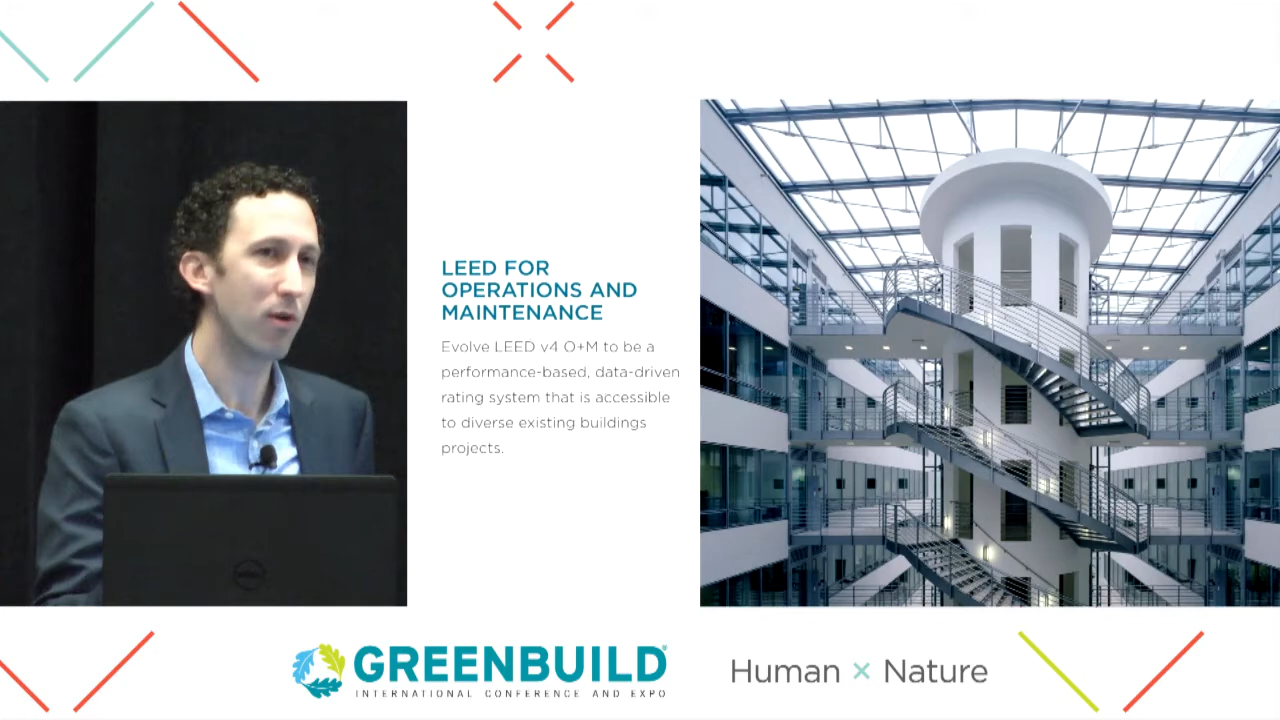 LEED FOR
OPERATIONS AND
MAINTENANCE
Evolve LEED v4 O+M to be a
performance-based, data-driven
rating system that is accessible
to diverse existing buildings
projects.
DELL
GREENBUILD®
INTERNATIONAL CONFERENCE AND EXPO
Human × Nature